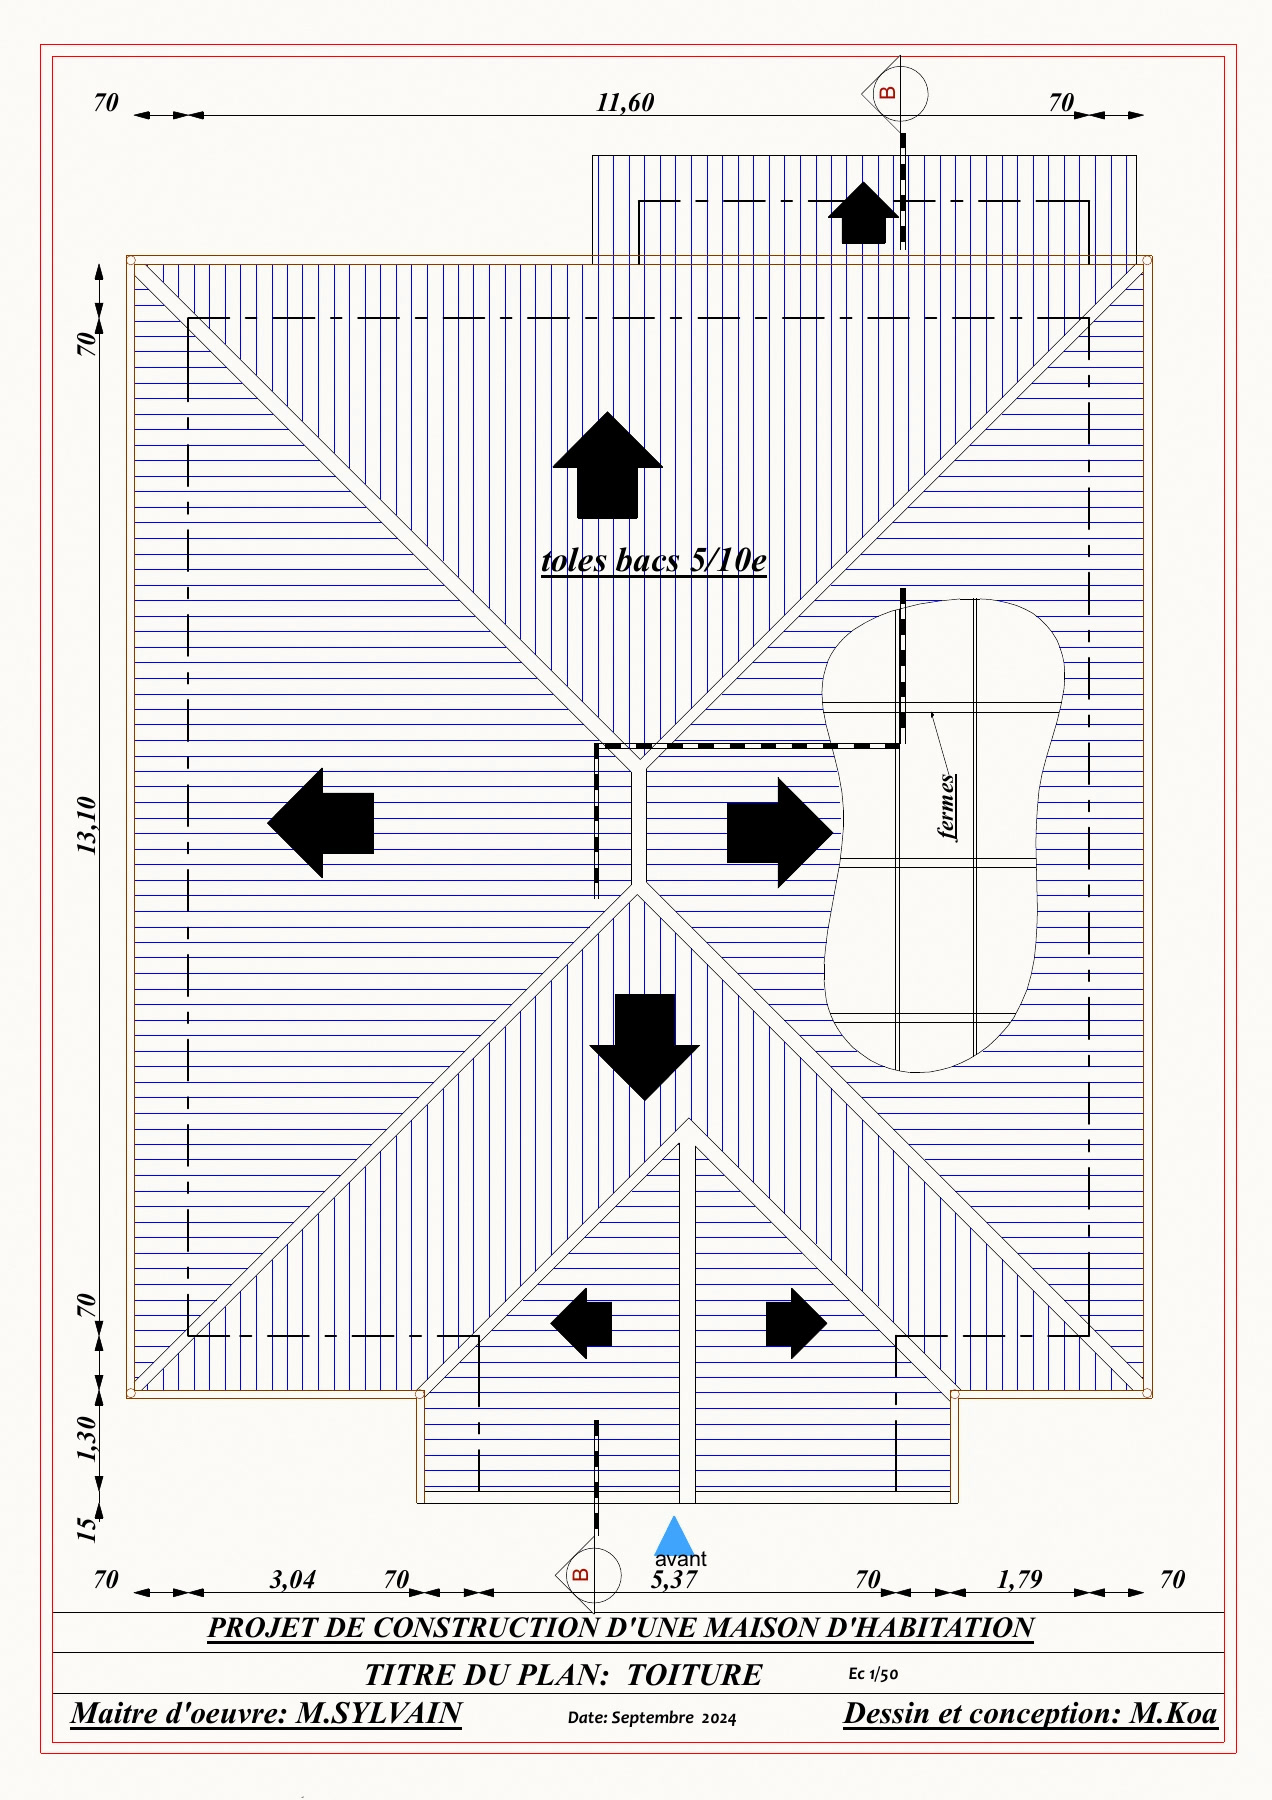 B
70 11,60 70
70
toles bacs 5/10e
fermes
13,10
70
1,30
15
avant
70 3,04 70 B 5,37 70 1,79 70
PROJET DE CONSTRUCTION D'UNE MAISON D'HABITATION
TITRE DU PLAN: TOITURE Ec 1/50
Maitre d'oeuvre: M.SYLVAIN Date: Septembre 2024 Dessin et conception: M.Koa